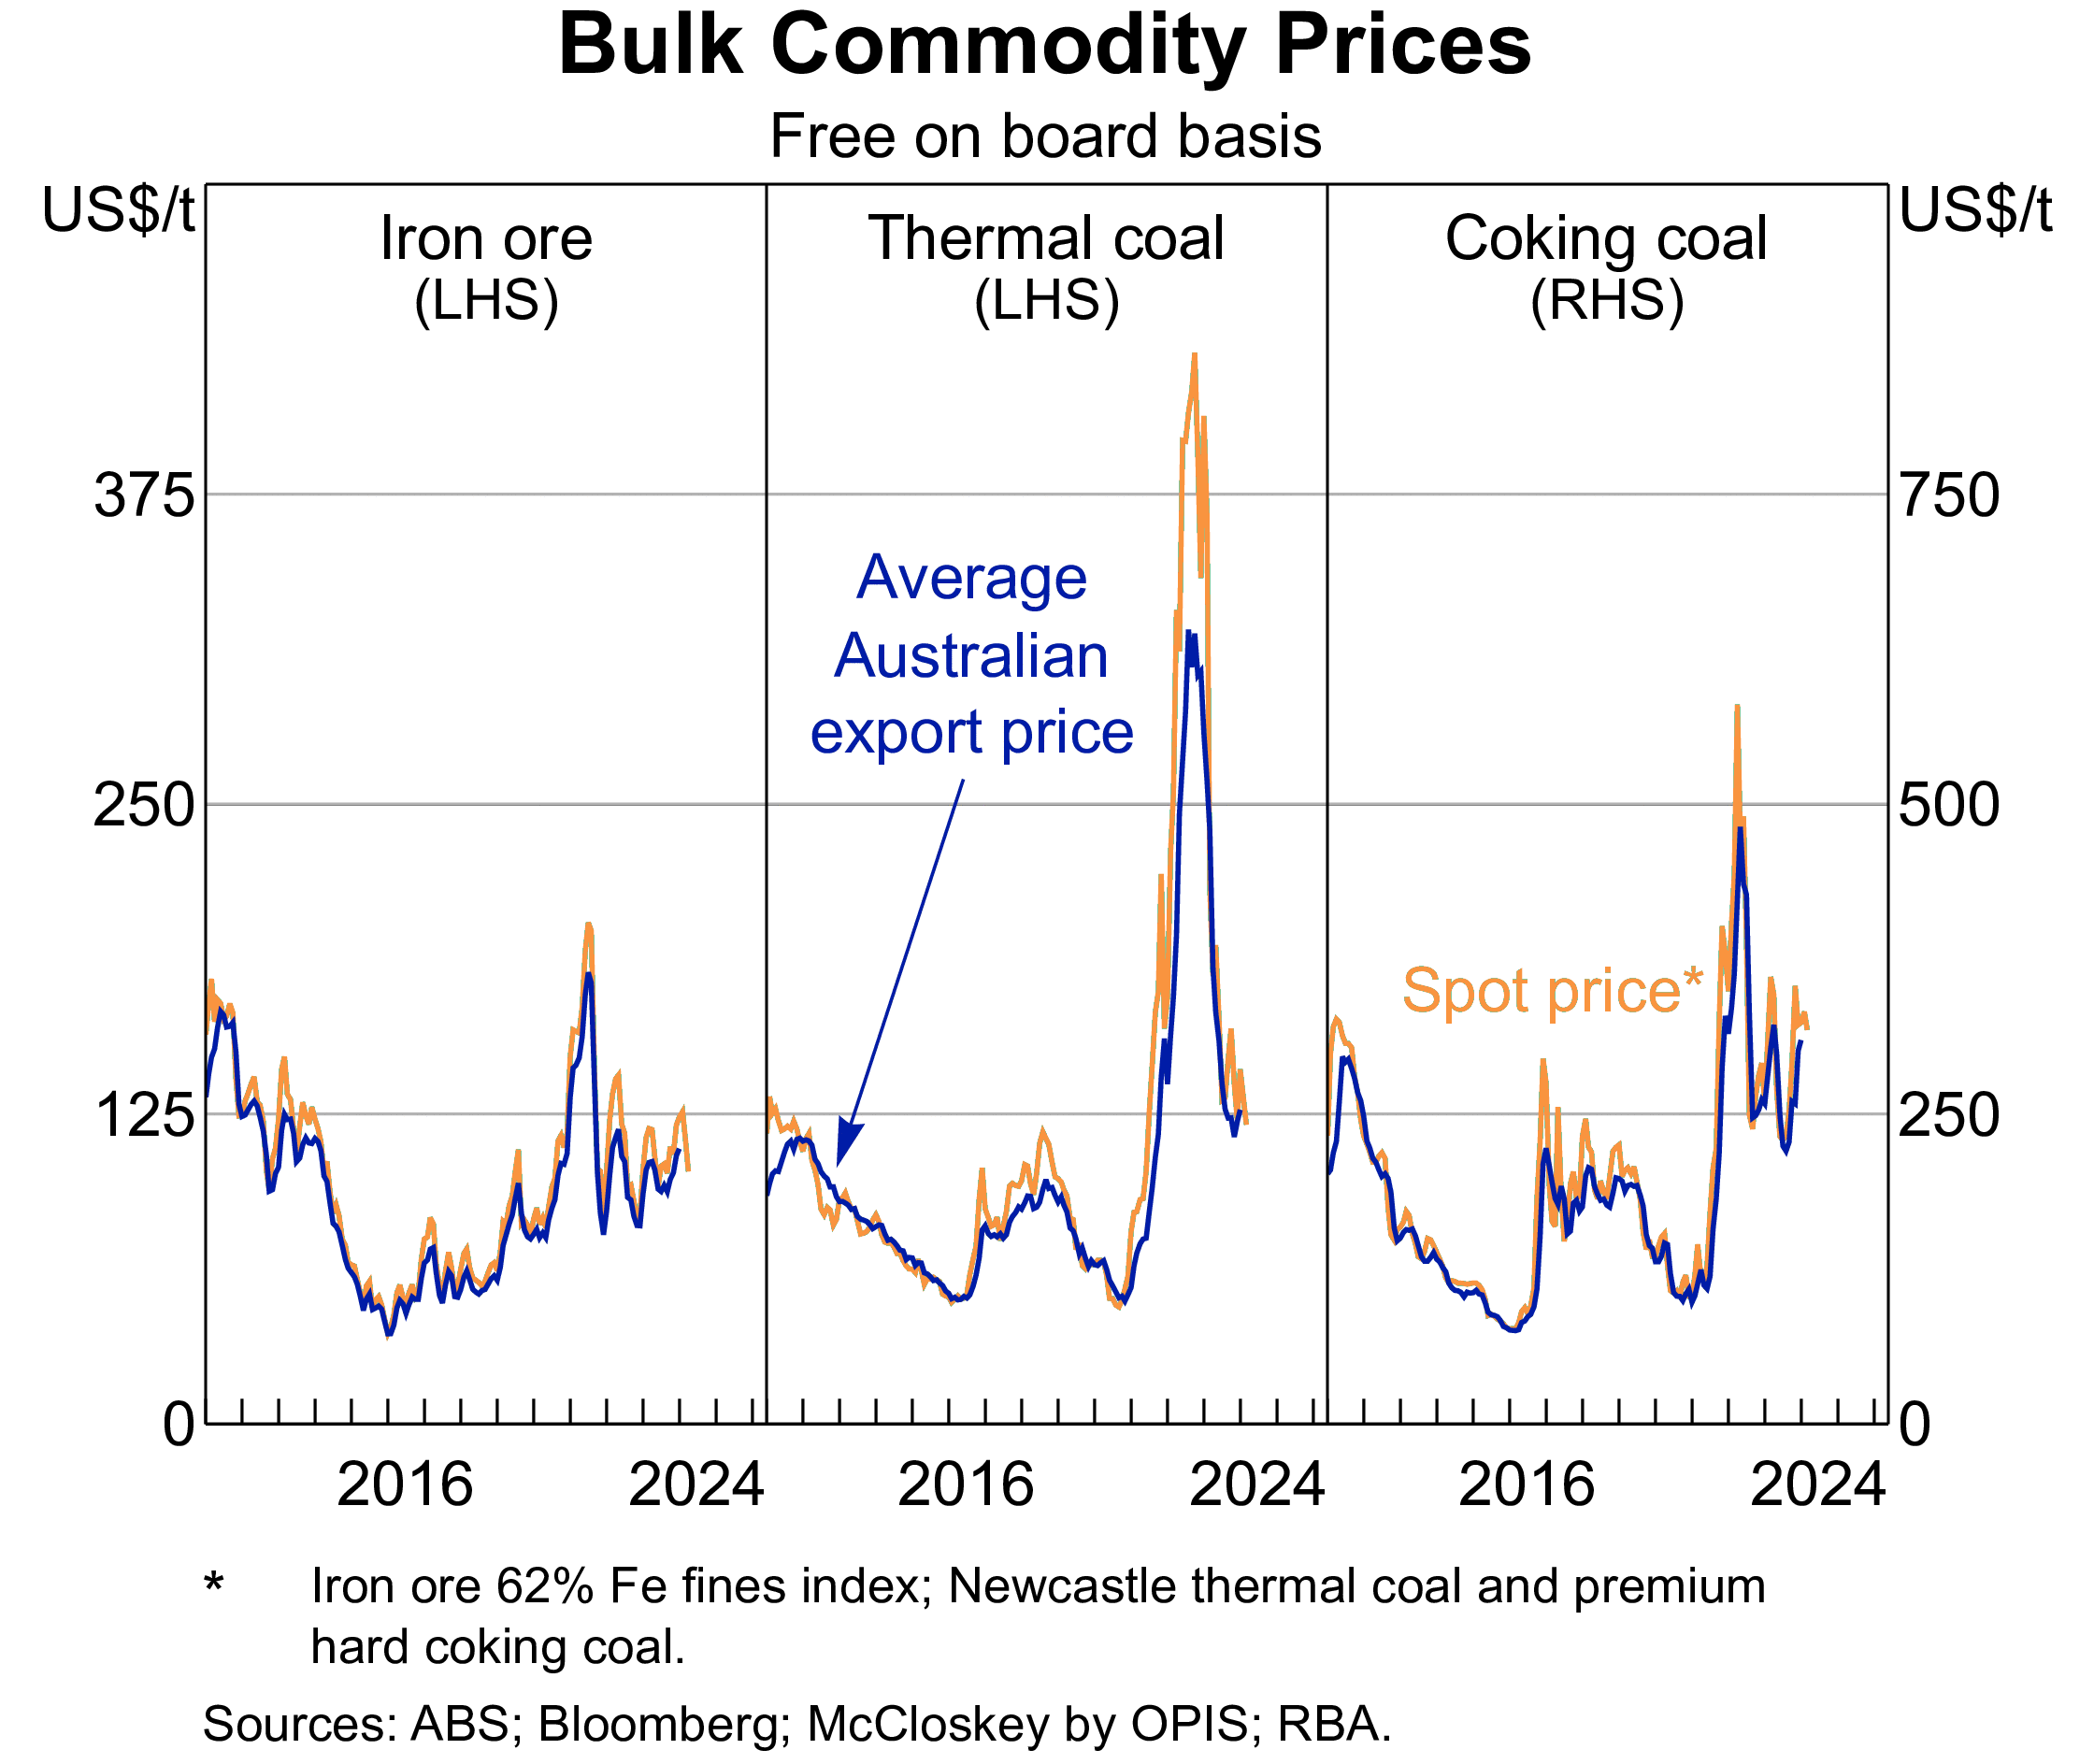 Bulk Commodity Prices
Free on board basis
US$/t
US$/t
Iron ore
(LHS)
Thermal coal
(LHS)
Coking coal
(RHS)
375
750
Average
Australian
export price
250
500
Spot price*
125
250
0
0
2016
2024
2016
2024
2016
2024
* Iron ore 62% Fe fines index; Newcastle thermal coal and premium
hard coking coal.
Sources: ABS; Bloomberg; McCloskey by OPIS; RBA.